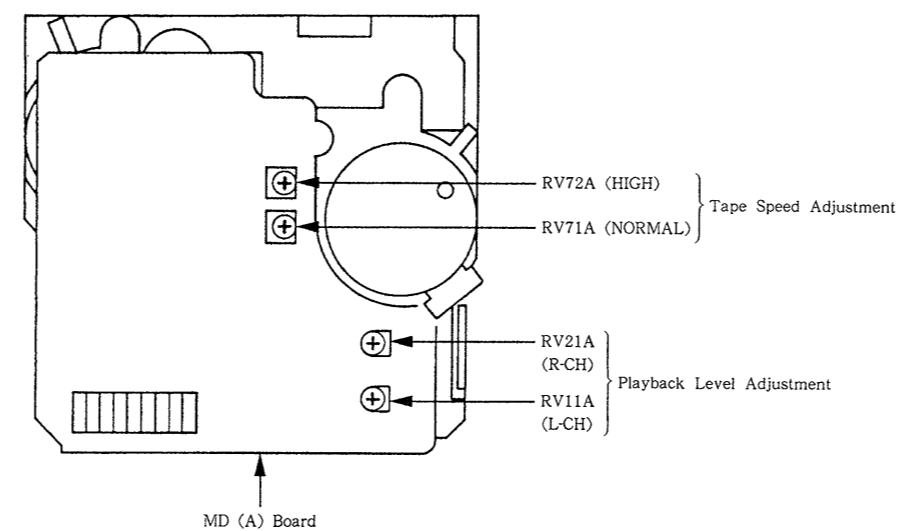 RV72A (HIGH)
Tape Speed Adjustment
RV71A (NORMAL)
RV21A
(R-CH)
Playback Level Adjustment
RV11A
(L-CH)
MD (A) Board